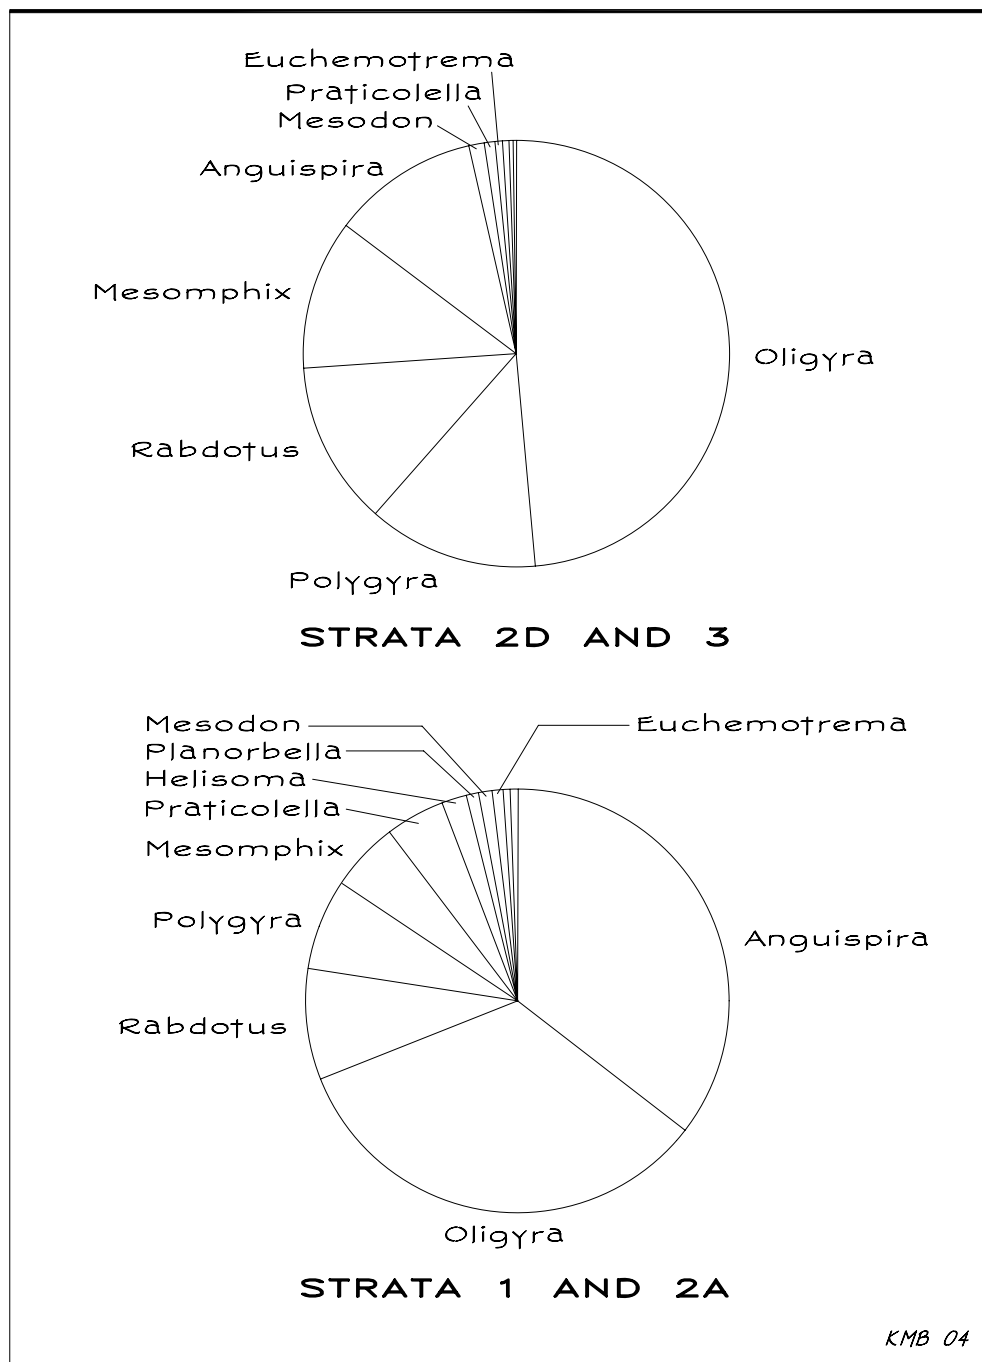 Euchemotrema
Praticolella
Mesodon
Anguispira
Mesomphix
Oligyra
Rabdotus
Polygyra
STRATA 2D AND 3
Mesodon
Euchemotrema
Planorbella
Helisoma
Praticolella
Mesomphix
Polygyra
Anguispira
Rabdotus
Oligyra
STRATA 1 AND 2A
KMB 04